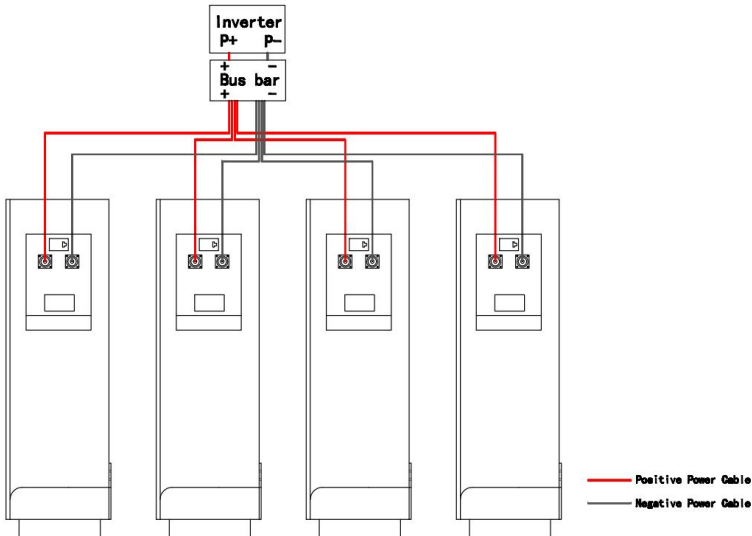 Inverter
P+ P-
+ -
Bus bar
+ -
Positive Power Cable
Negative Power Cable